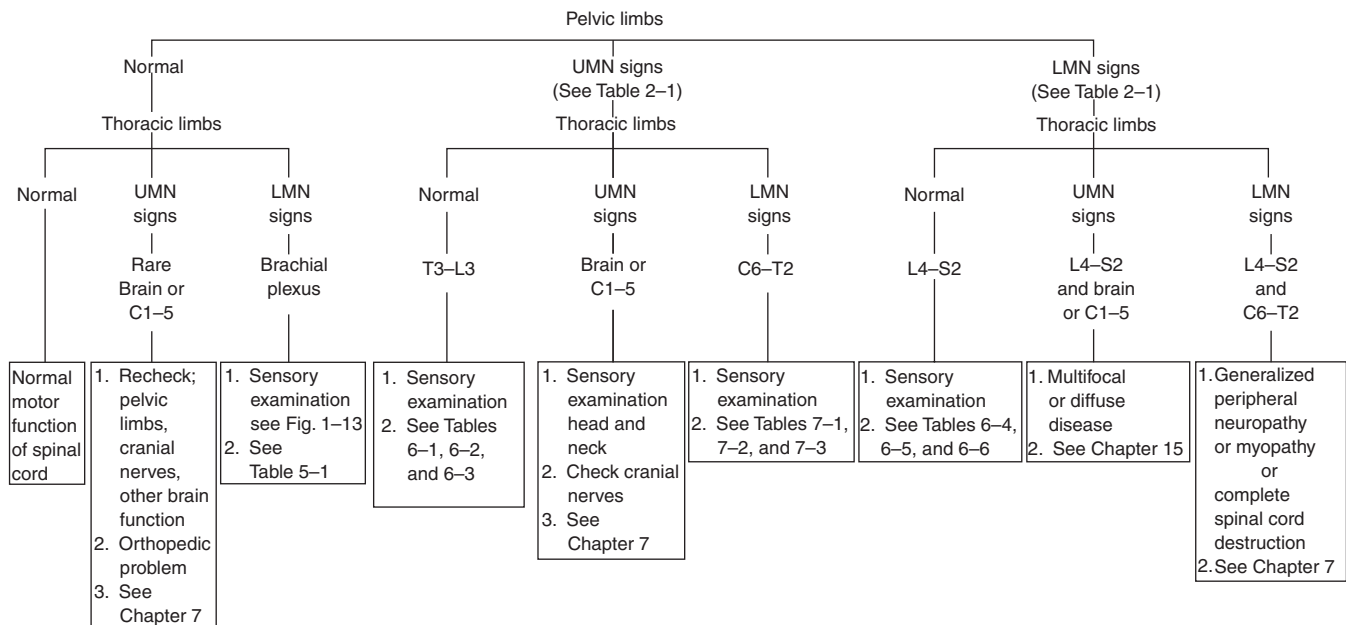 Pelvic limbs
Normal
UMN signs
(See Table 2–1)
LMN signs
(See Table 2–1)
Thoracic limbs
Thoracic limbs
Thoracic limbs
Normal
UMN
signs
LMN
signs
Normal
UMN
signs
LMN
signs
Normal
UMN
signs
LMN
signs
Rare
Brain or
C1–5
Brachial
plexus
T3–L3
Brain or
C1–5
C6–T2
L4–S2
L4–S2
and brain
or C1–5
L4–S2
and
C6–T2
Normal
motor
function
of spinal
cord
1. Recheck;
pelvic
limbs,
cranial
nerves,
other brain
function
2. Orthopedic
problem
3. See
Chapter 7
1. Sensory
examination
see Fig. 1–13
2. See
Table 5–1
1. Sensory
examination
2. See Tables
6–1, 6–2,
and 6–3
1. Sensory
examination
head and
neck
2. Check cranial
nerves
3. See
Chapter 7
1. Sensory
examination
2. See Tables 7–1,
7–2, and 7–3
1. Sensory
examination
2. See Tables 6–4,
6–5, and 6–6
1. Multifocal
or diffuse
disease
2. See Chapter 15
1. Generalized
peripheral
neuropathy
or myopathy
or
complete
spinal cord
destruction
2. See Chapter 7